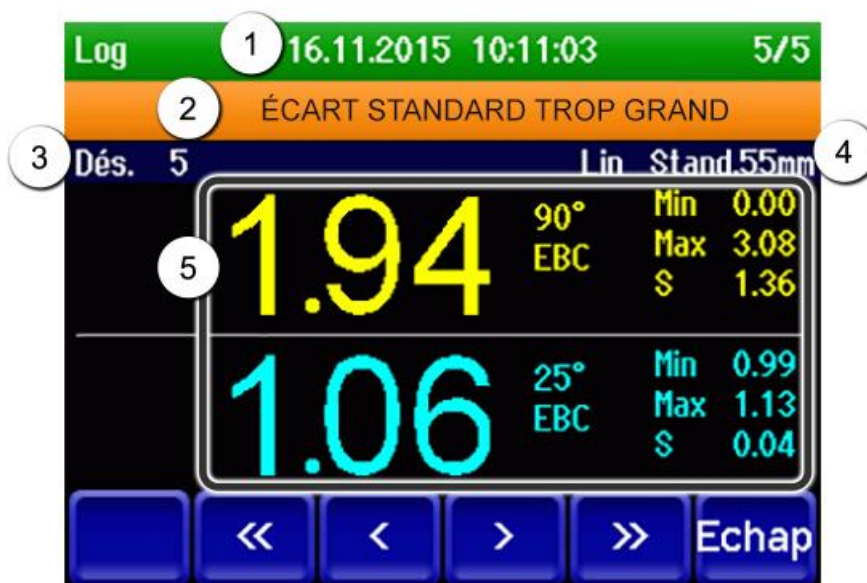 Log 1 16.11.2015 10:11:03 5/5
2 ÉCART STANDARD TROP GRAND
3 Dés. 5 Lin Stand.55mm 4
5
1.94 90° EBC Min 0.00 Max 3.08 S 1.36
1.06 25° EBC Min 0.99 Max 1.13 S 0.04
« < > » Echap